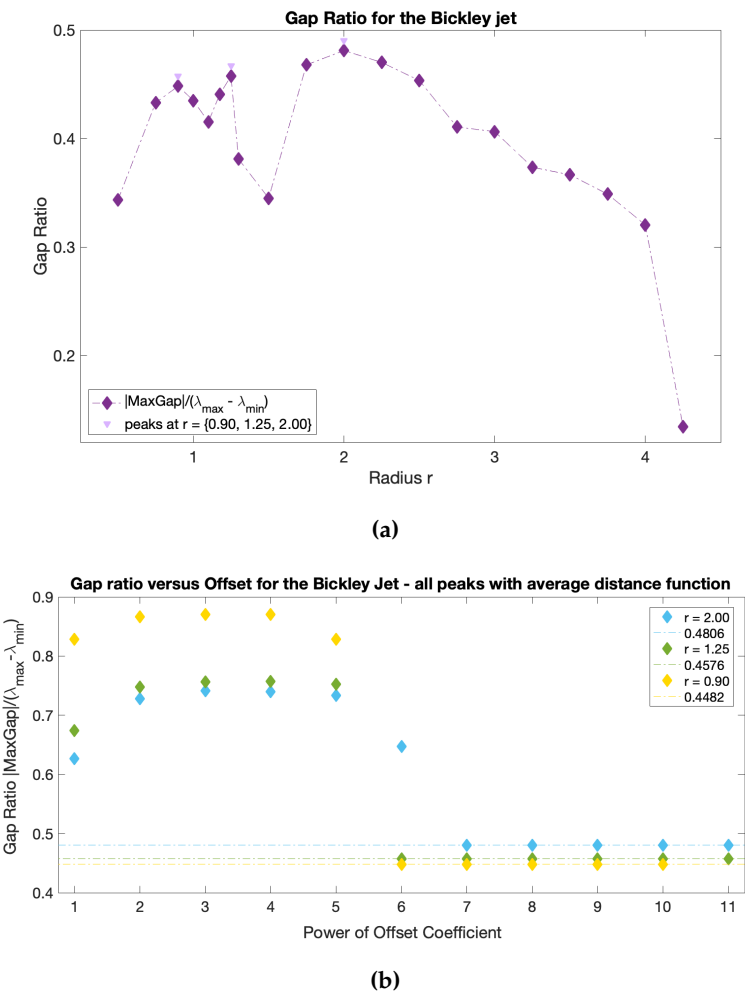 Gap Ratio for the Bickley jet
0.5
0.4
0.3
0.2
Gap Ratio
|MaxGap|/(λmax - λmin)
peaks at r = {0.90, 1.25, 2.00}
1 2 3 4
Radius r
(a)
Gap ratio versus Offset for the Bickley Jet - all peaks with average distance function
0.9
0.8
0.7
0.6
0.5
0.4
Gap Ratio |MaxGap|/(λmax-λmin)
r = 2.00
0.4806
r = 1.25
0.4576
r = 0.90
0.4482
1 2 3 4 5 6 7 8 9 10 11
Power of Offset Coefficient
(b)